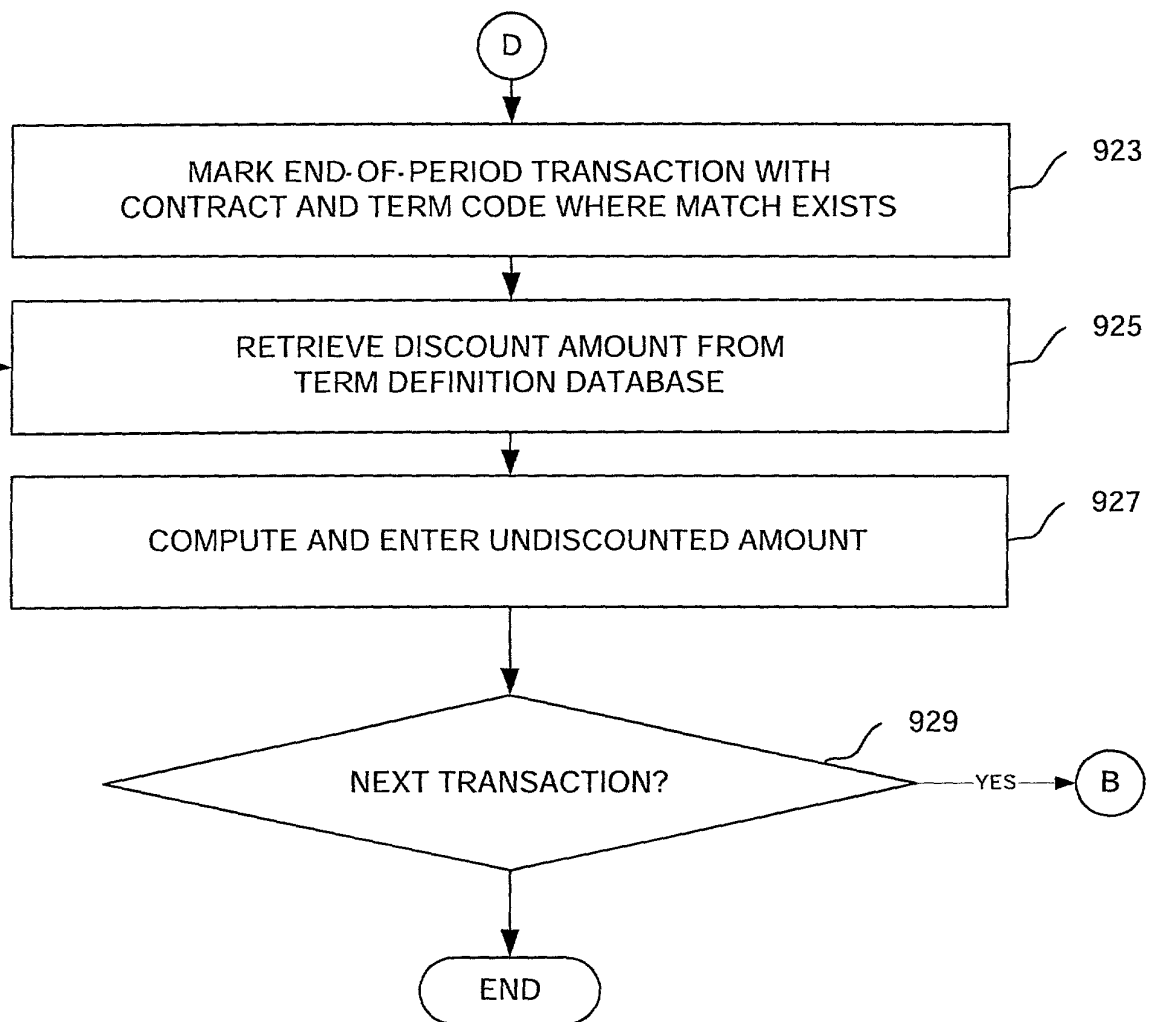 D
MARK END-OF-PERIOD TRANSACTION WITH
CONTRACT AND TERM CODE WHERE MATCH EXISTS
923
RETRIEVE DISCOUNT AMOUNT FROM
TERM DEFINITION DATABASE
925
COMPUTE AND ENTER UNDISCOUNTED AMOUNT
927
929
NEXT TRANSACTION?
YES
B
END